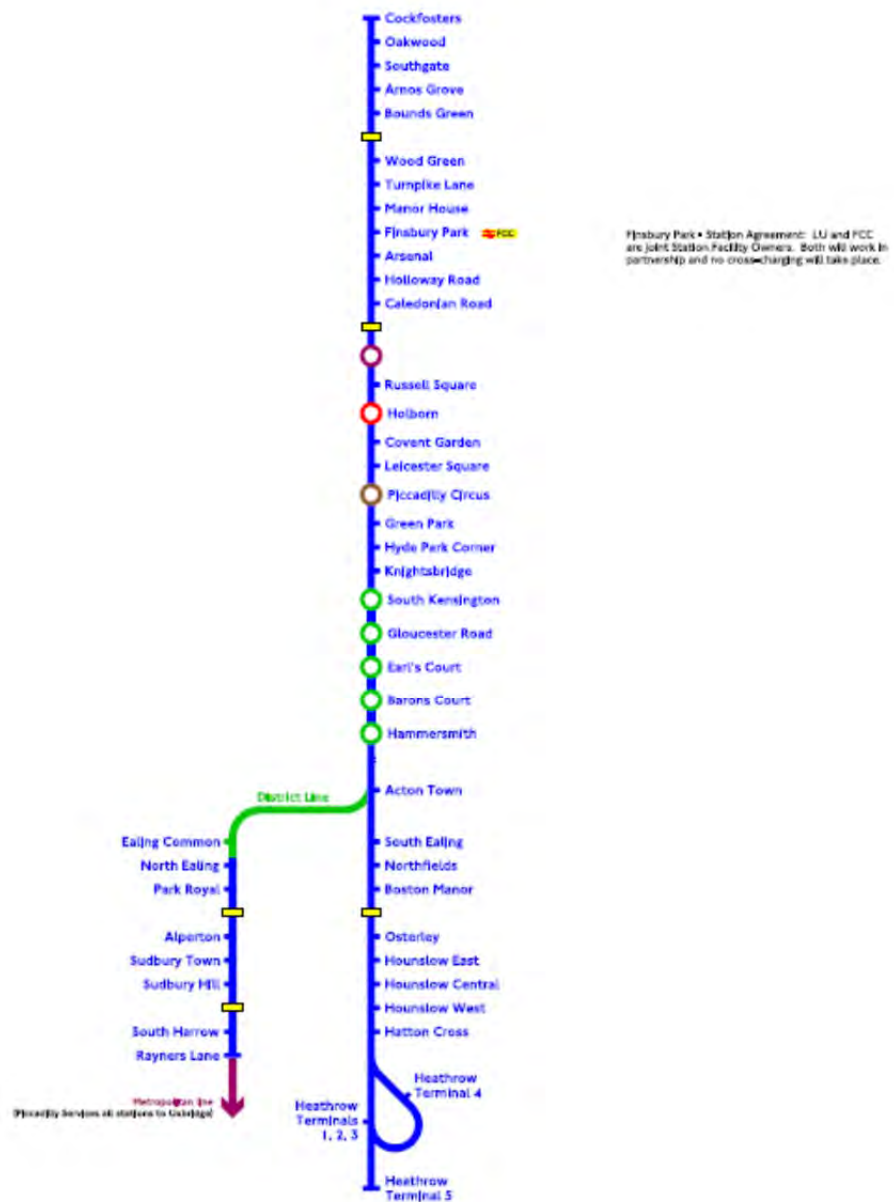 Cockfosters
Oakwood
Southgate
Arnos Grove
Bounds Green
Wood Green
Turnpike Lane
Manor House
Finsbury Park FCC
Finsbury Park - Station Agreement: LU and FCC
are joint Station Facility Owners. Both will work in
partnership and no cross-charging will take place.
Arsenal
Holloway Road
Caledonian Road
Russell Square
Holborn
Covent Garden
Leicester Square
Piccadilly Circus
Green Park
Hyde Park Corner
Knightsbridge
South Kensington
Gloucester Road
Earl's Court
Barons Court
Hammersmith
Acton Town
District Line
Ealing Common
North Ealing
Park Royal
Alperton
Sudbury Town
Sudbury Hill
South Harrow
Rayners Lane
Metropolitan line
(Piccadilly Services all stations to Uxbridge)
South Ealing
Northfields
Boston Manor
Osterley
Hounslow East
Hounslow Central
Hounslow West
Hatton Cross
Heathrow
Terminal 4
Heathrow
Terminals
1, 2, 3
Heathrow
Terminal 5